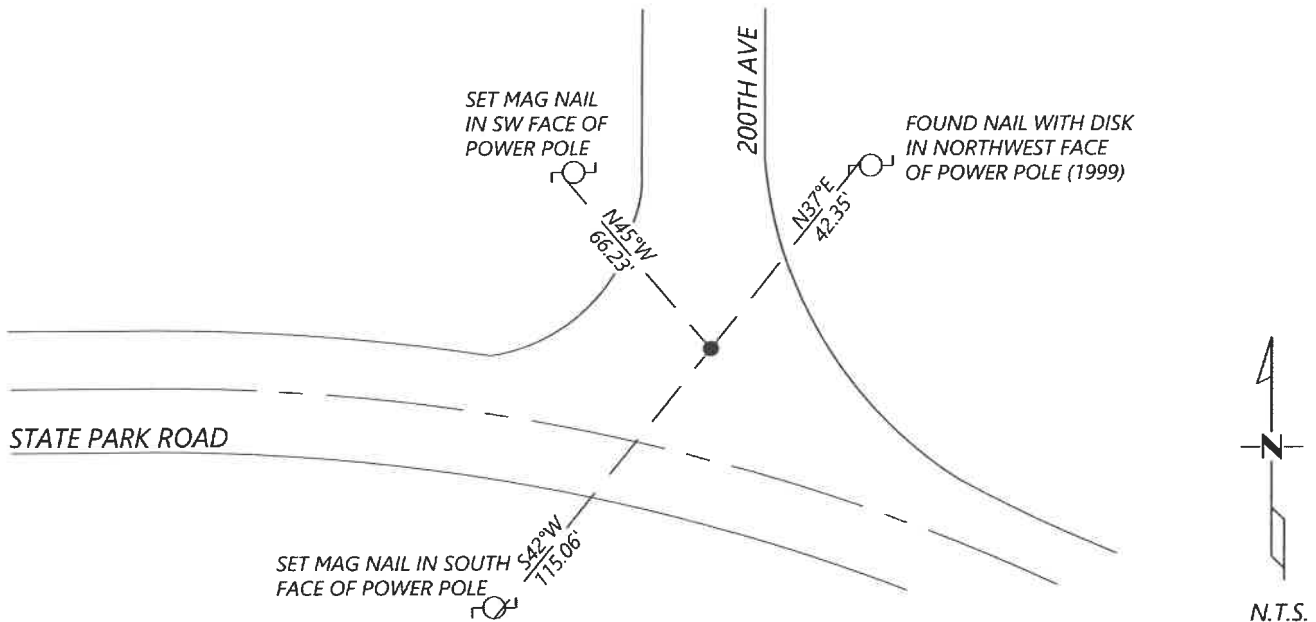 SET MAG NAIL
IN SW FACE OF
POWER POLE
200TH AVE
FOUND NAIL WITH DISK
IN NORTHWEST FACE
OF POWER POLE (1999)
N45°W
66.23'
N37°E
42.35'
STATE PARK ROAD
S42°W
115.06'
SET MAG NAIL IN SOUTH
FACE OF POWER POLE
N
N.T.S.